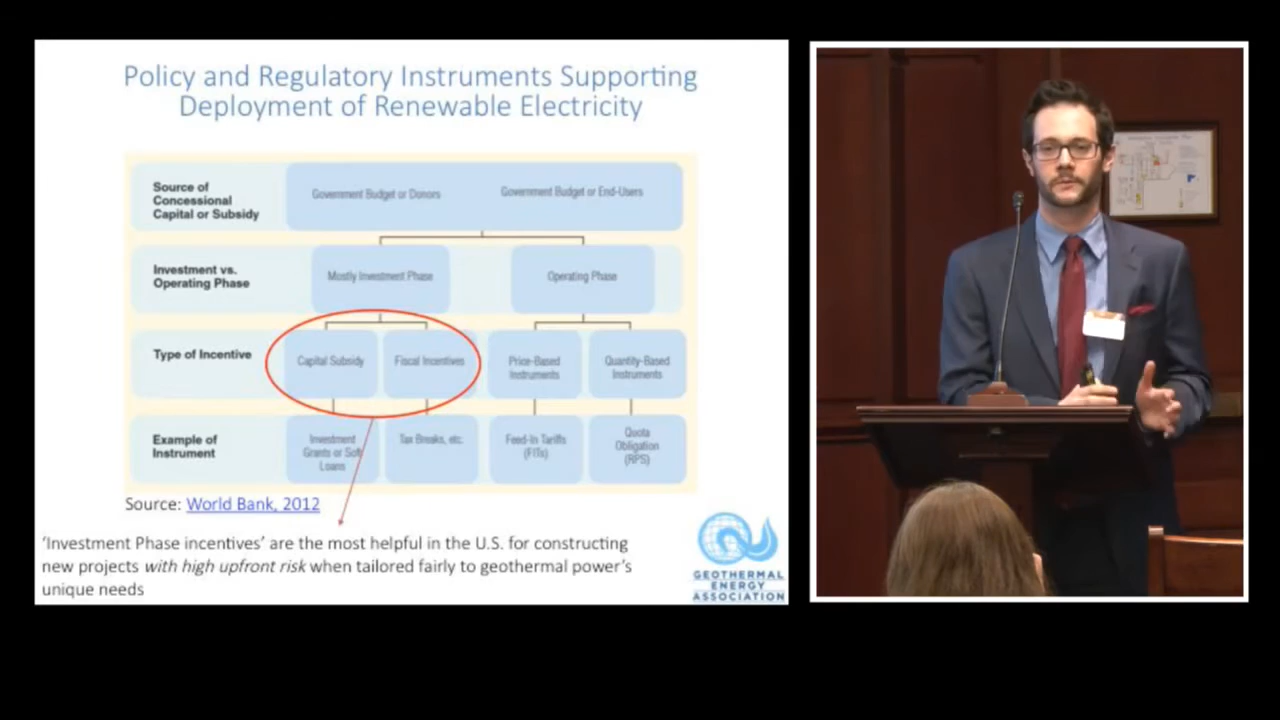 Policy and Regulatory Instruments Supporting
Deployment of Renewable Electricity
Source of
Concessional
Capital or Subsidy
Government Budget or Donors
Government Budget or End-Users
Investment vs.
Operating Phase
Mostly Investment Phase
Operating Phase
Type of Incentive
Capital Subsidy
Fiscal Incentives
Price-Based
Instruments
Quantity-Based
Instruments
Example of
Instrument
Investment
Grants or Soft
Loans
Tax Breaks, etc.
Feed-In Tariffs
(FITs)
Quota
Obligation
(RPS)
Source: World Bank, 2012
‘Investment Phase incentives’ are the most helpful in the U.S. for constructing
new projects with high upfront risk when tailored fairly to geothermal power’s
unique needs
GEOTHERMAL
ENERGY
ASSOCIATION